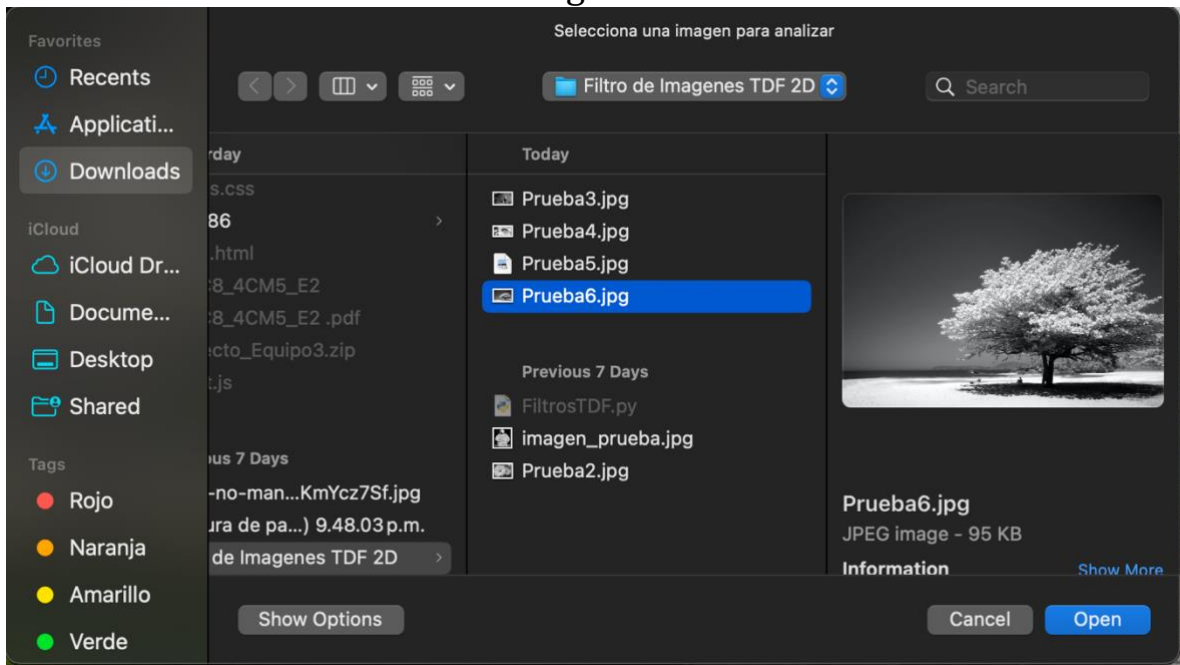 Selecciona una imagen para analizar
Favorites
Recents
Applicati...
Downloads
iCloud
iCloud Dr...
Docume...
Desktop
Shared
Tags
Rojo
Naranja
Amarillo
Verde
Filtro de Imagenes TDF 2D
Search
rday
s.css
86
.html
8_4CM5_E2
8_4CM5_E2 .pdf
cto_Equipo3.zip
t.js
ous 7 Days
-no-man...KmYcz7Sf.jpg
ura de pa...) 9.48.03 p.m.
de Imagenes TDF 2D
Today
Prueba3.jpg
Prueba4.jpg
Prueba5.jpg
Prueba6.jpg
Previous 7 Days
FiltrosTDF.py
imagen_prueba.jpg
Prueba2.jpg
Prueba6.jpg
JPEG image - 95 KB
Information
Show More
Show Options
Cancel
Open